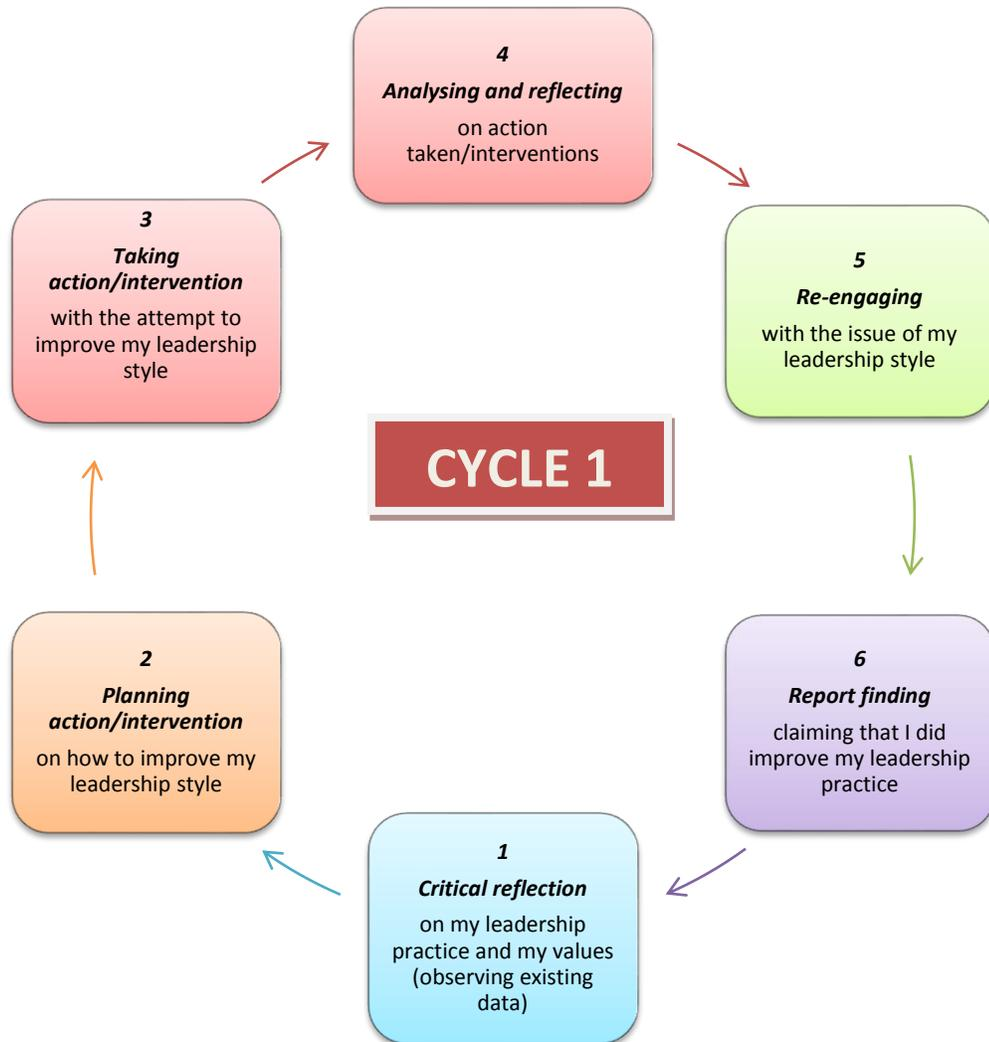 4
Analysing and reflecting
on action
taken/interventions
3
Taking
action/intervention
with the attempt to
improve my leadership
style
5
Re-engaging
with the issue of my
leadership style
CYCLE 1
2
Planning
action/intervention
on how to improve my
leadership style
6
Report finding
claiming that I did
improve my leadership
practice
1
Critical reflection
on my leadership
practice and my values
(observing existing
data)